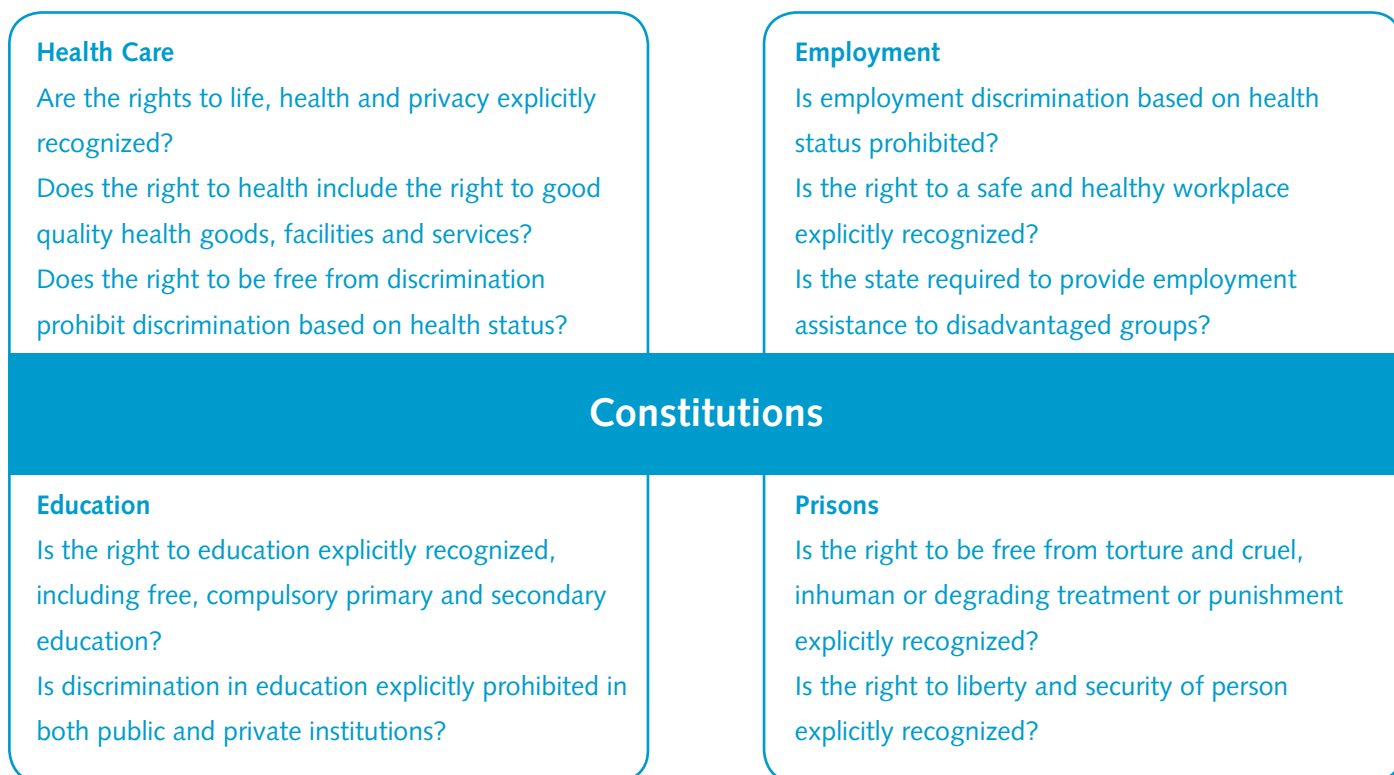 Health Care
Are the rights to life, health and privacy explicitly
recognized?
Does the right to health include the right to good
quality health goods, facilities and services?
Does the right to be free from discrimination
prohibit discrimination based on health status?
Employment
Is employment discrimination based on health
status prohibited?
Is the right to a safe and healthy workplace
explicitly recognized?
Is the state required to provide employment
assistance to disadvantaged groups?
Constitutions
Education
Is the right to education explicitly recognized,
including free, compulsory primary and secondary
education?
Is discrimination in education explicitly prohibited in
both public and private institutions?
Prisons
Is the right to be free from torture and cruel,
inhuman or degrading treatment or punishment
explicitly recognized?
Is the right to liberty and security of person
explicitly recognized?